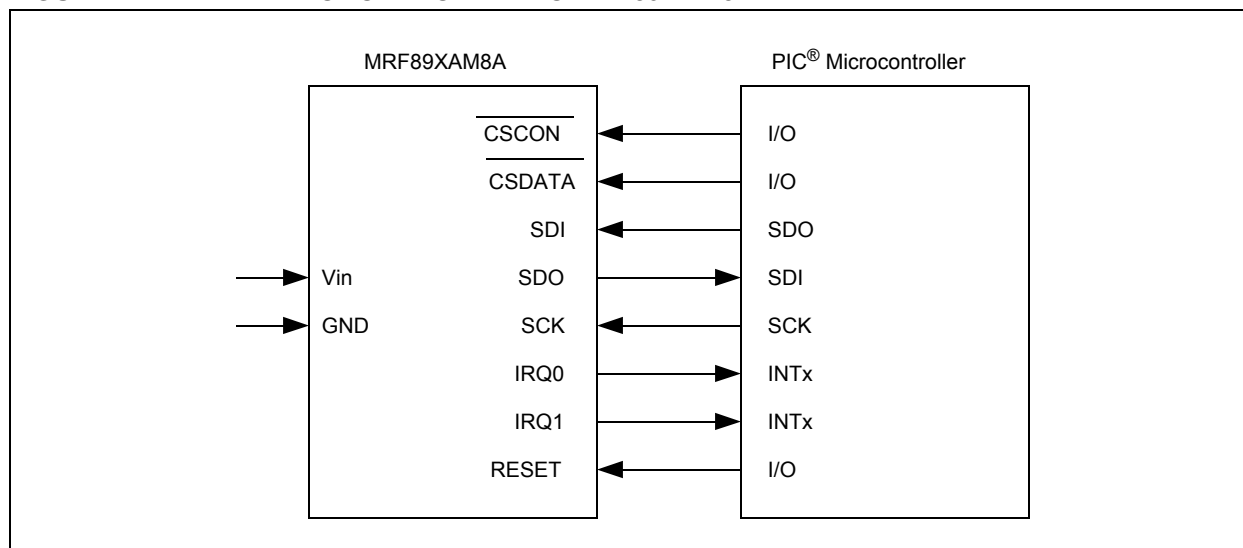 MRF89XAM8A PIC® Microcontroller
CSCON I/O
CSDATA I/O
SDI SDO
Vin SDO SDI
GND SCK SCK
IRQ0 INTx
IRQ1 INTx
RESET I/O